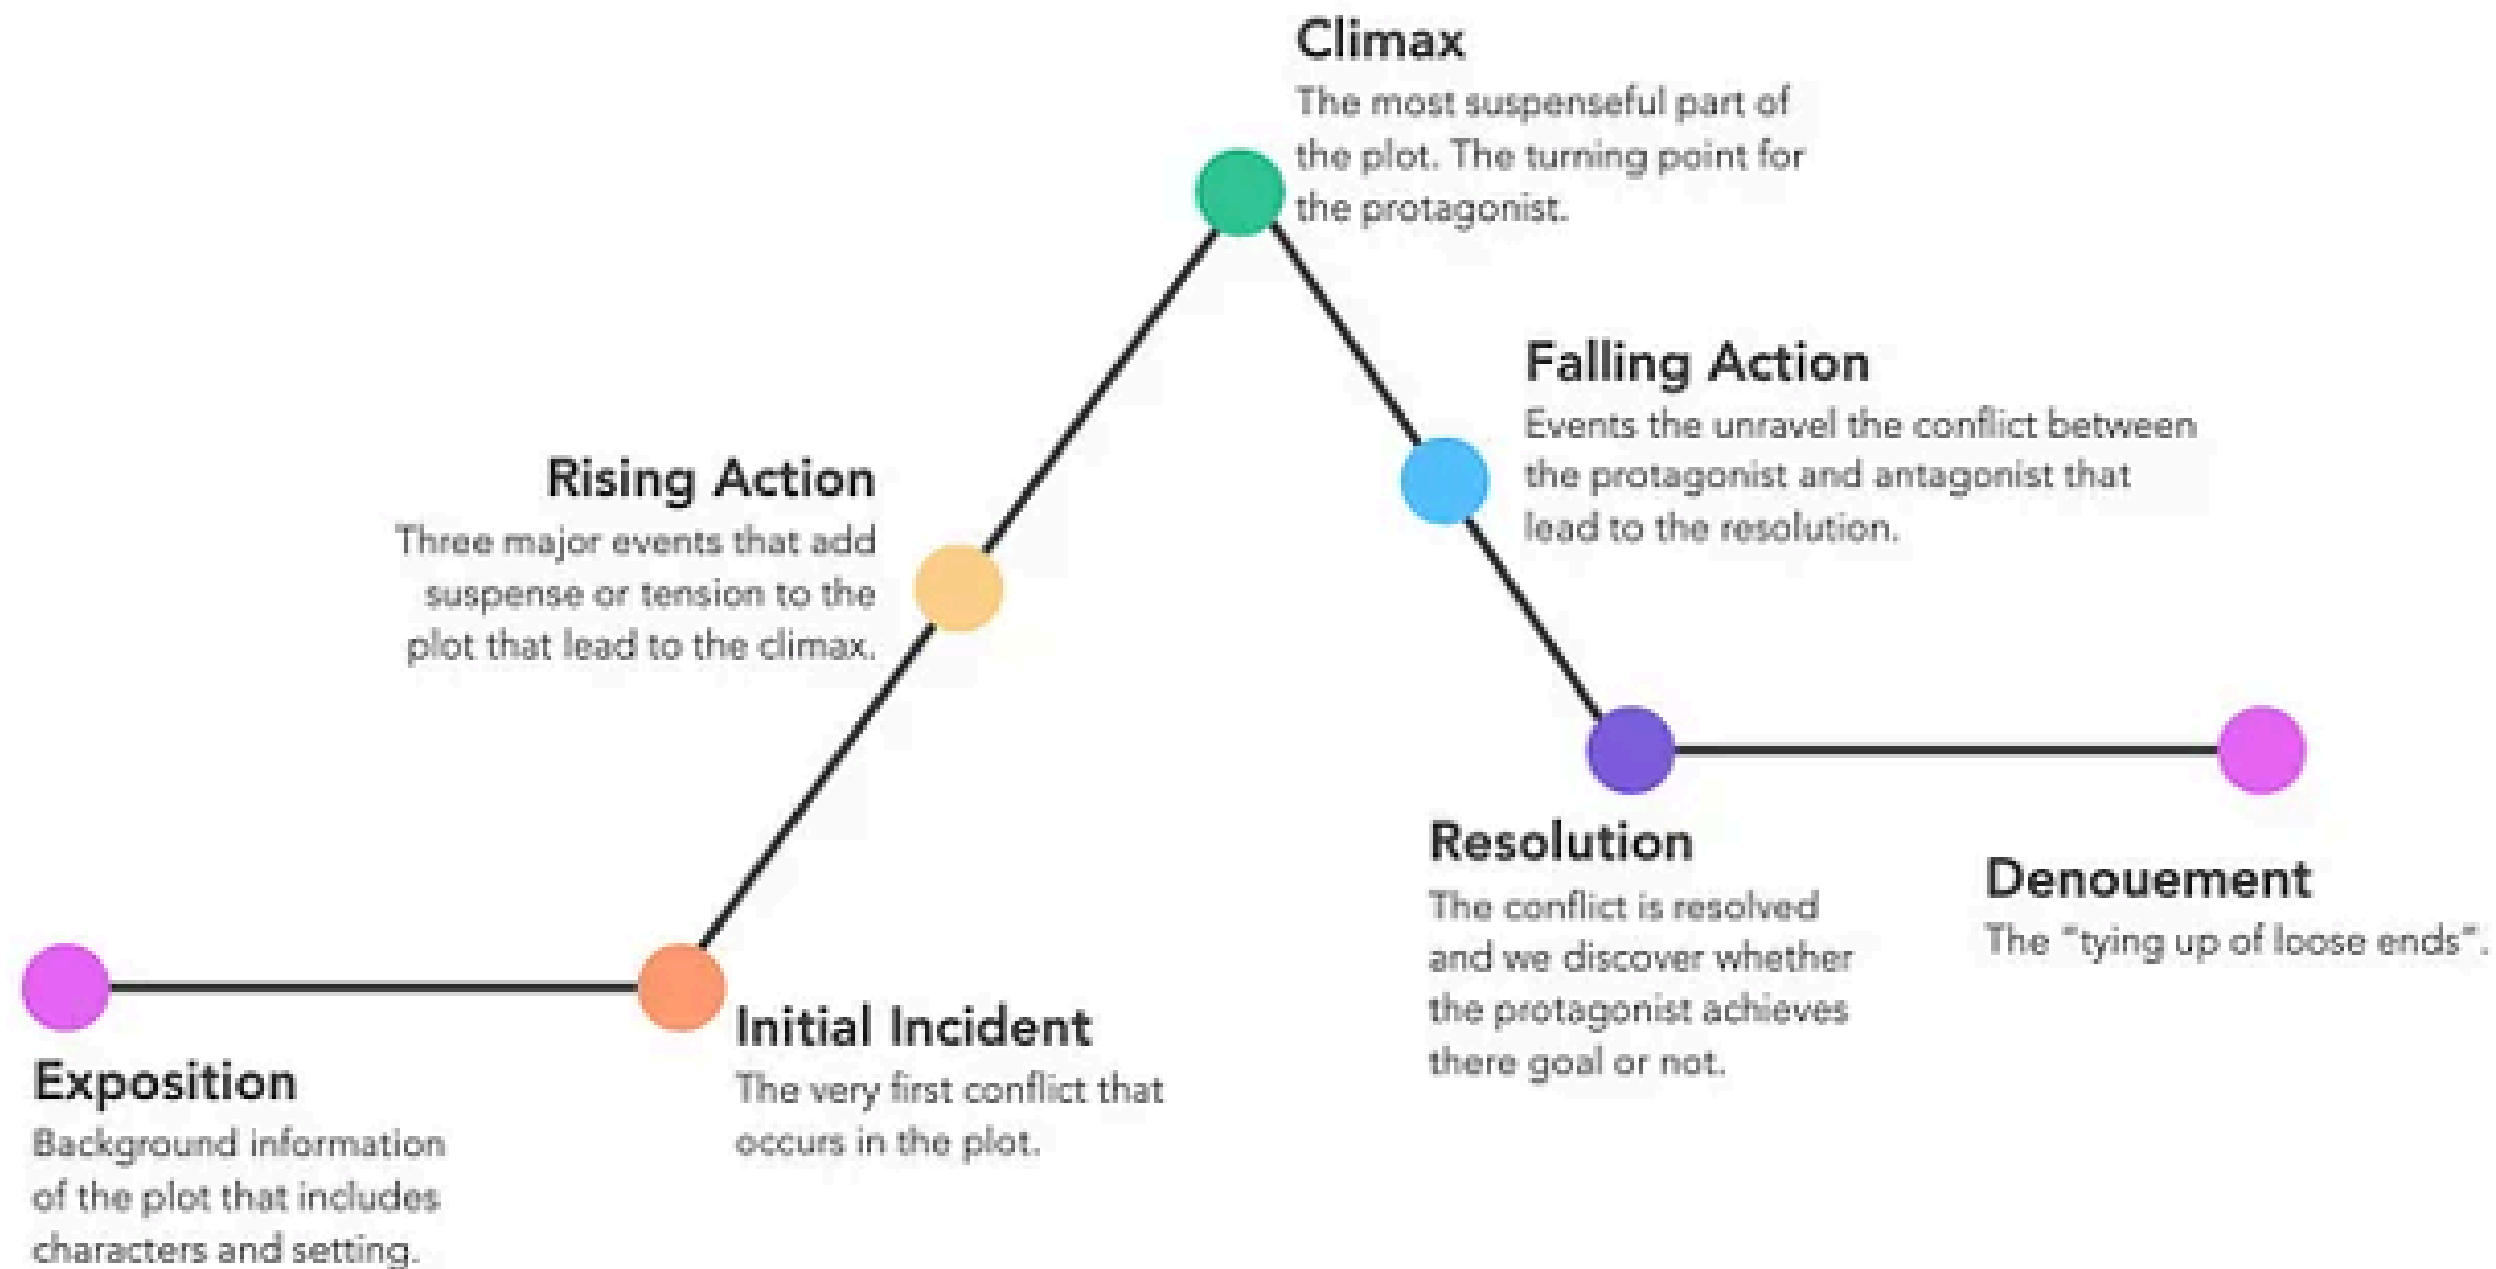 Climax
The most suspenseful part of
the plot. The turning point for
the protagonist.
Falling Action
Events the unravel the conflict between
the protagonist and antagonist that
lead to the resolution.
Rising Action
Three major events that add
suspense or tension to the
plot that lead to the climax.
Resolution
The conflict is resolved
and we discover whether
the protagonist achieves
there goal or not.
Denouement
The "tying up of loose ends".
Initial Incident
The very first conflict that
occurs in the plot.
Exposition
Background information
of the plot that includes
characters and setting.